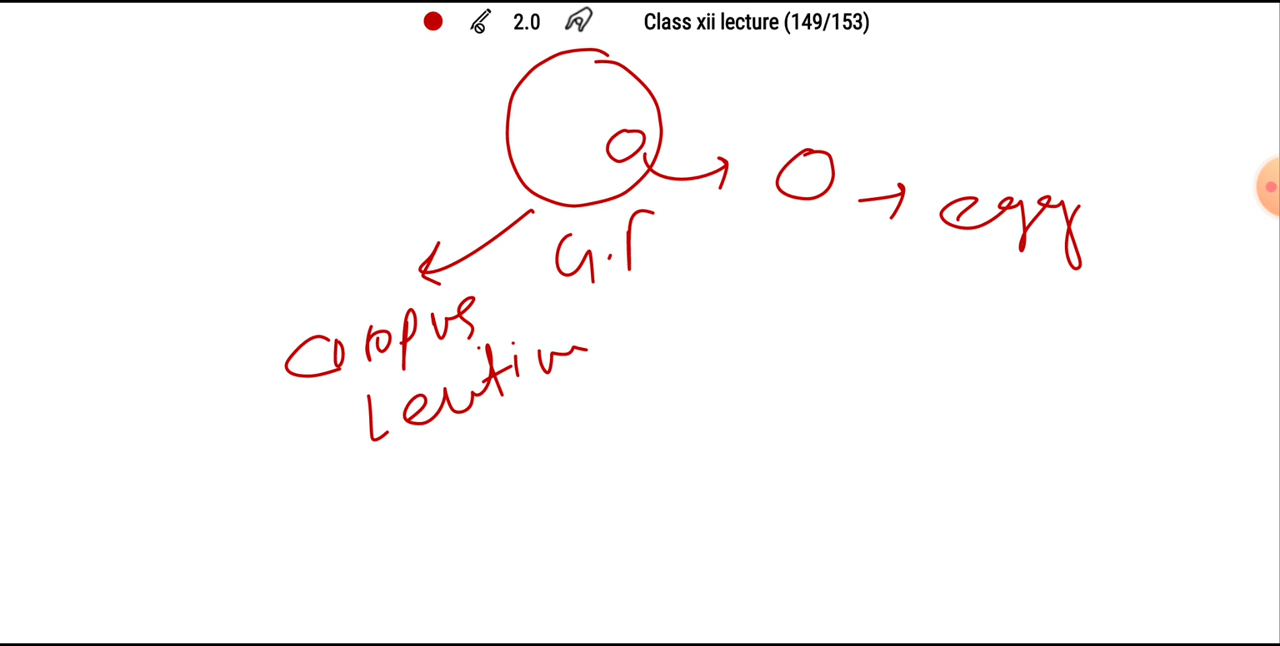 2.0 Class xii lecture (149/153)
G.F
egg
Corpus
Leutium